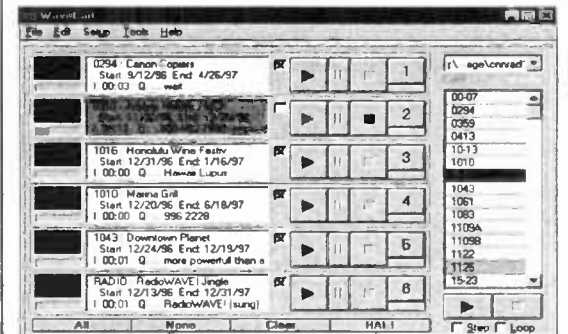 WaveCart
File Edit Setup Tools Help
0294 Canon Copiers
Start 9/12/96 End 4/26/97
I 00:03 Q wait
1
2
1016 Honolulu Wine Festiv
Start 12/31/96 End 1/16/97
I 00:00 Q Hawaii Lupus
3
1010 Marina Grill
Start 12/20/96 End 6/18/97
I 00:00 Q 996 2228
4
1043 Downtown Planet
Start 12/24/96 End 12/19/97
I 00:01 Q more powerful than a
5
RADIO RadioWAVE! Jingle
Start 12/13/96 End 12/31/97
I 00:01 Q RadioWAVE! (sung)
6
All None Clear HALT
00-07
0294
0359
0413
10-13
1010
1043
1061
1083
1109A
1109B
1122
1125
15-23
Step Loop